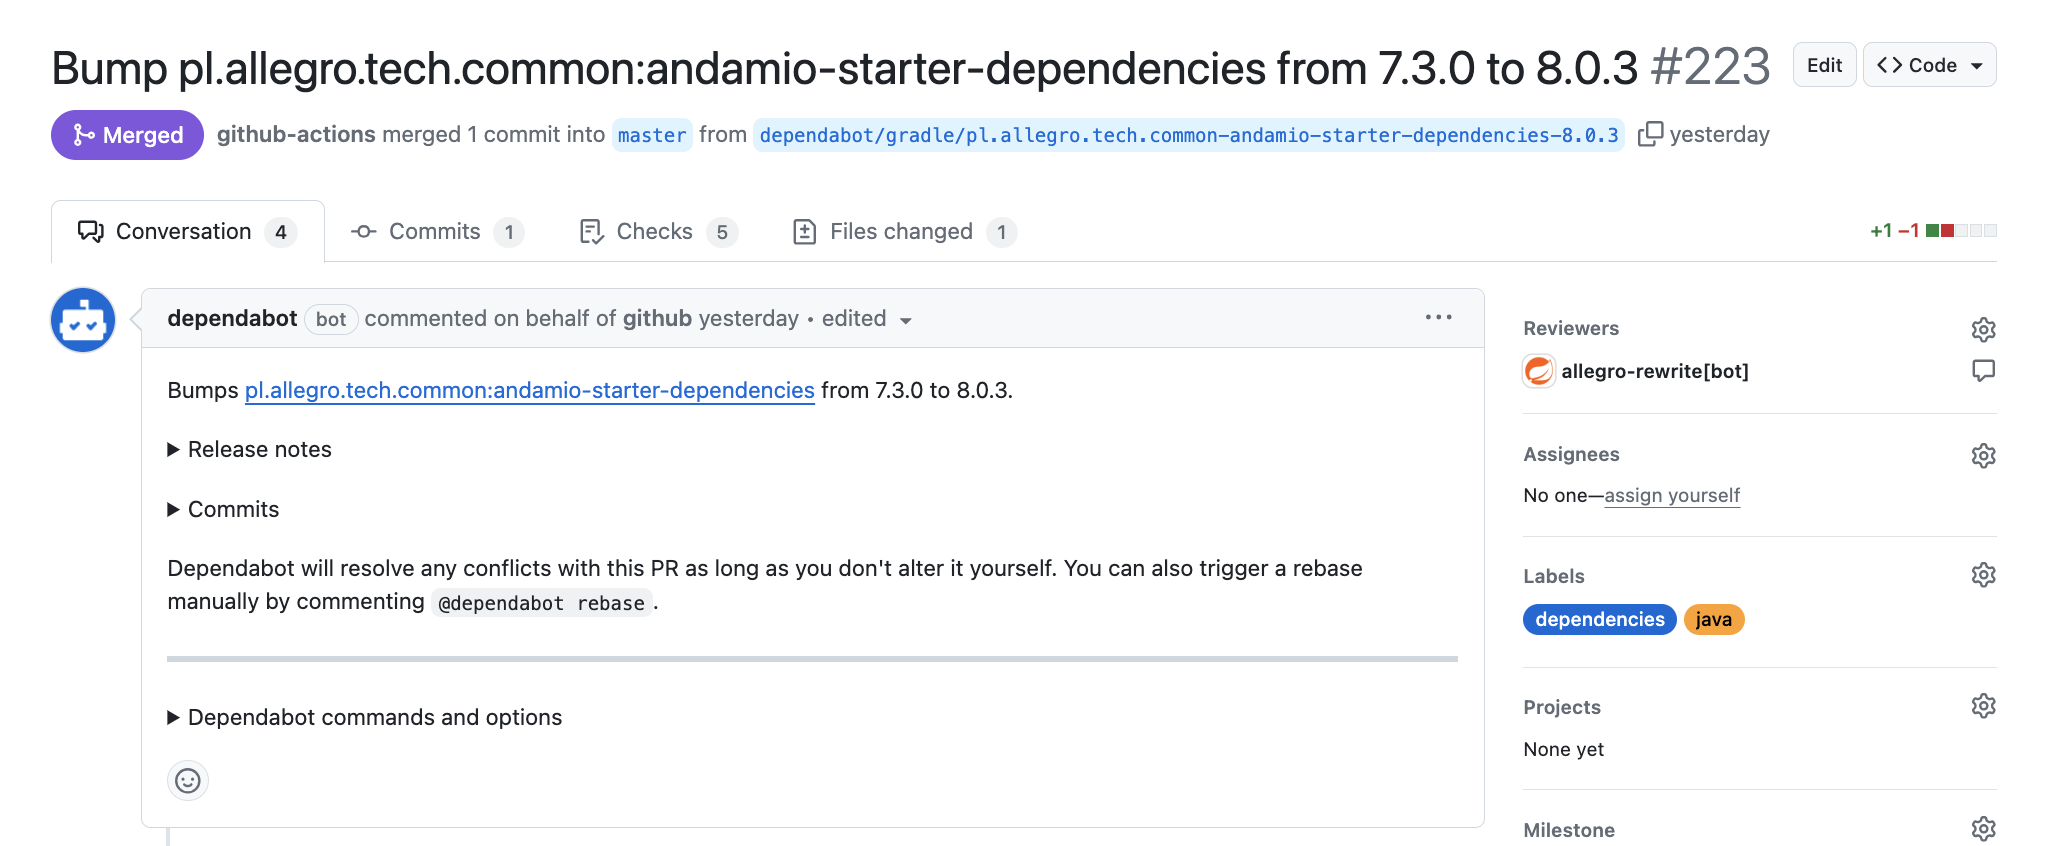 Bump pl.allegro.tech.common:andamio-starter-dependencies from 7.3.0 to 8.0.3 #223
Edit
Code
Merged
github-actions merged 1 commit into master from dependabot/gradle/pl.allegro.tech.common-andamio-starter-dependencies-8.0.3 yesterday
Conversation 4
Commits 1
Checks 5
Files changed 1
+1 −1
dependabot bot commented on behalf of github yesterday • edited
Bumps pl.allegro.tech.common:andamio-starter-dependencies from 7.3.0 to 8.0.3.
Release notes
Commits
Dependabot will resolve any conflicts with this PR as long as you don't alter it yourself. You can also trigger a rebase
manually by commenting @dependabot rebase.
Dependabot commands and options
Reviewers
allegro-rewrite[bot]
Assignees
No one—assign yourself
Labels
dependencies java
Projects
None yet
Milestone